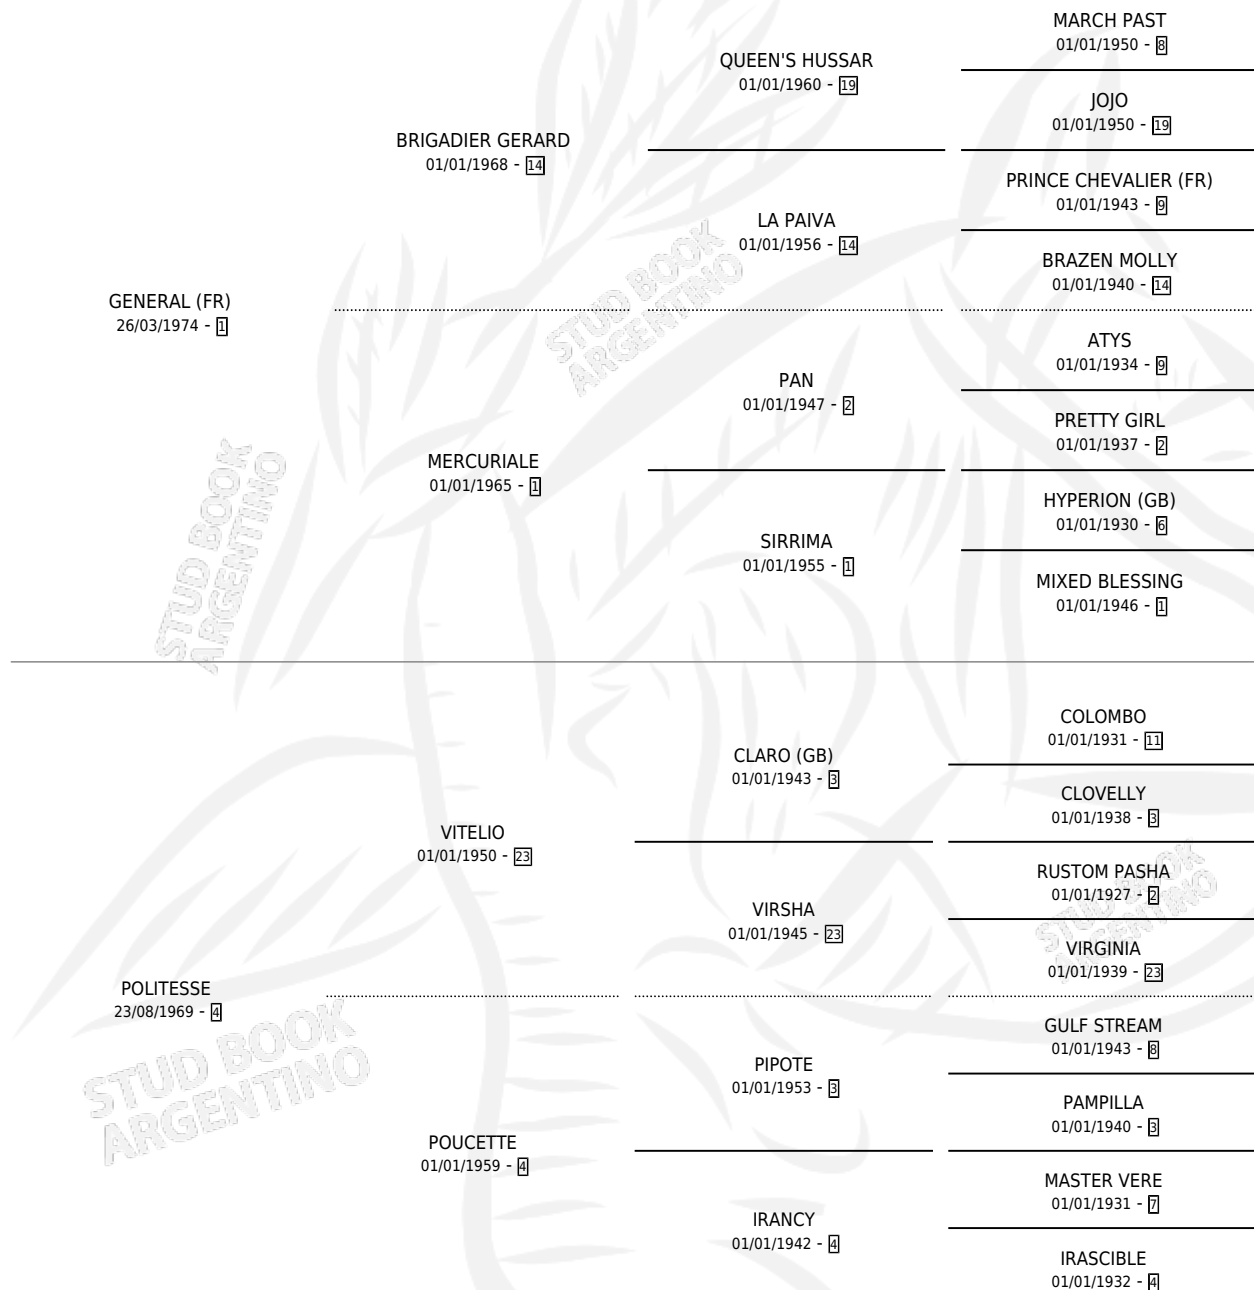 MARCH PAST
01/01/1950 - 8
QUEEN'S HUSSAR
01/01/1960 - 19
JOJO
01/01/1950 - 19
BRIGADIER GERARD
01/01/1968 - 14
PRINCE CHEVALIER (FR)
01/01/1943 - 9
LA PAIVA
01/01/1956 - 14
BRAZEN MOLLY
01/01/1940 - 14
GENERAL (FR)
26/03/1974 - 1
STUD BOOK
ARGENTINO
ATYS
01/01/1934 - 9
PAN
01/01/1947 - 2
PRETTY GIRL
01/01/1937 - 2
MERCURIALE
01/01/1965 - 1
HYPERION (GB)
01/01/1930 - 6
SIRRIMA
01/01/1955 - 1
MIXED BLESSING
01/01/1946 - 1
STUD BOOK
ARGENTINO
COLOMBO
01/01/1931 - 11
CLARO (GB)
01/01/1943 - 3
CLOVELLY
01/01/1938 - 3
VITELIO
01/01/1950 - 23
RUSTOM PASHA
01/01/1927 - 2
VIRSHA
01/01/1945 - 23
VIRGINIA
01/01/1939 - 23
STUD BOOK
ARGENTINO
POLITESSE
23/08/1969 - 4
GULF STREAM
01/01/1943 - 8
PIPOTE
01/01/1953 - 3
PAMPILLA
01/01/1940 - 3
STUD BOOK
ARGENTINO
POUCETTE
01/01/1959 - 4
MASTER VERE
01/01/1931 - 7
IRANCY
01/01/1942 - 4
IRASCIBLE
01/01/1932 - 4